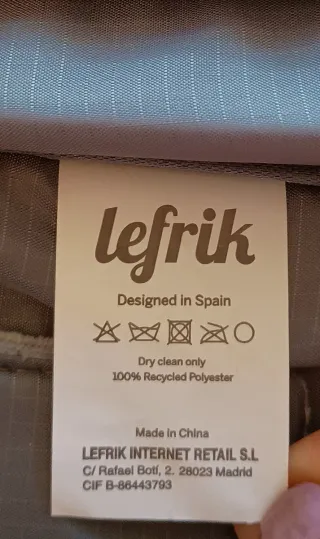 lefrik
Designed in Spain
Dry clean only
100% Recycled Polyester
Made in China
LEFRIK INTERNET RETAIL S.L
C/ Rafael Botí, 2. 28023 Madrid
CIF B-86443793